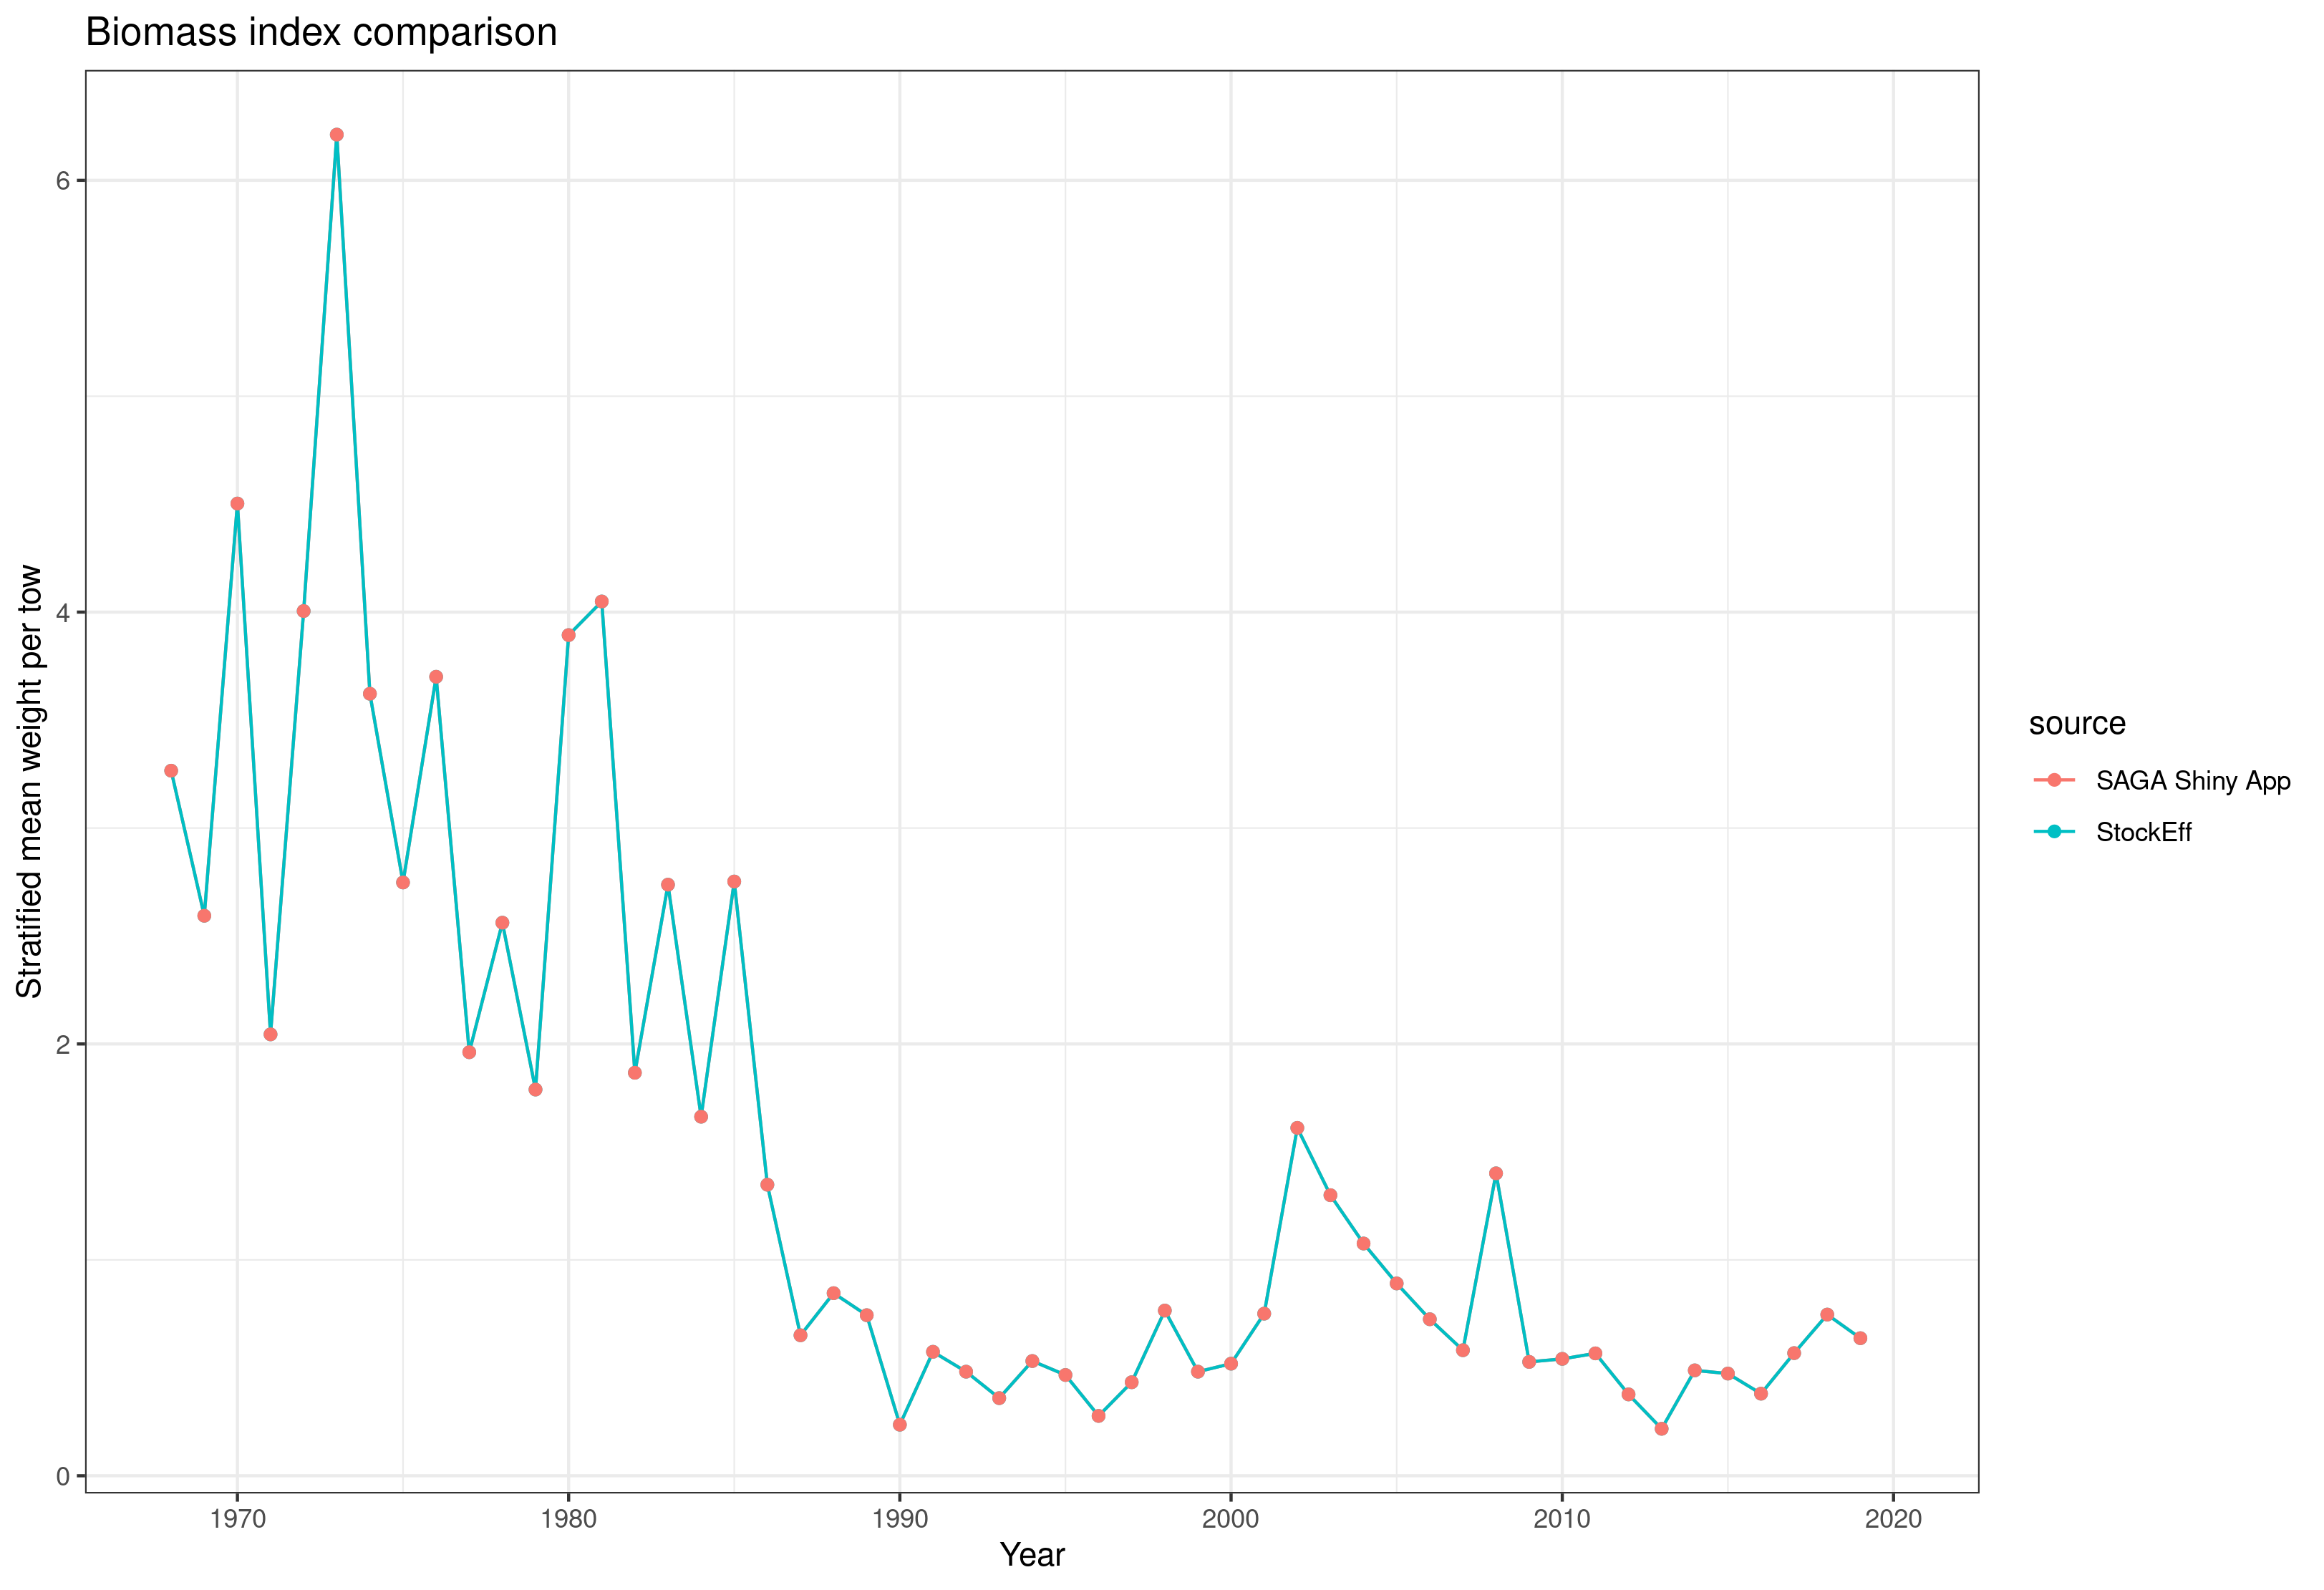 Biomass index comparison
Stratified mean weight per tow
6
4
2
0
1970 1980 1990 2000 2010 2020
Year
source
SAGA Shiny App
StockEff